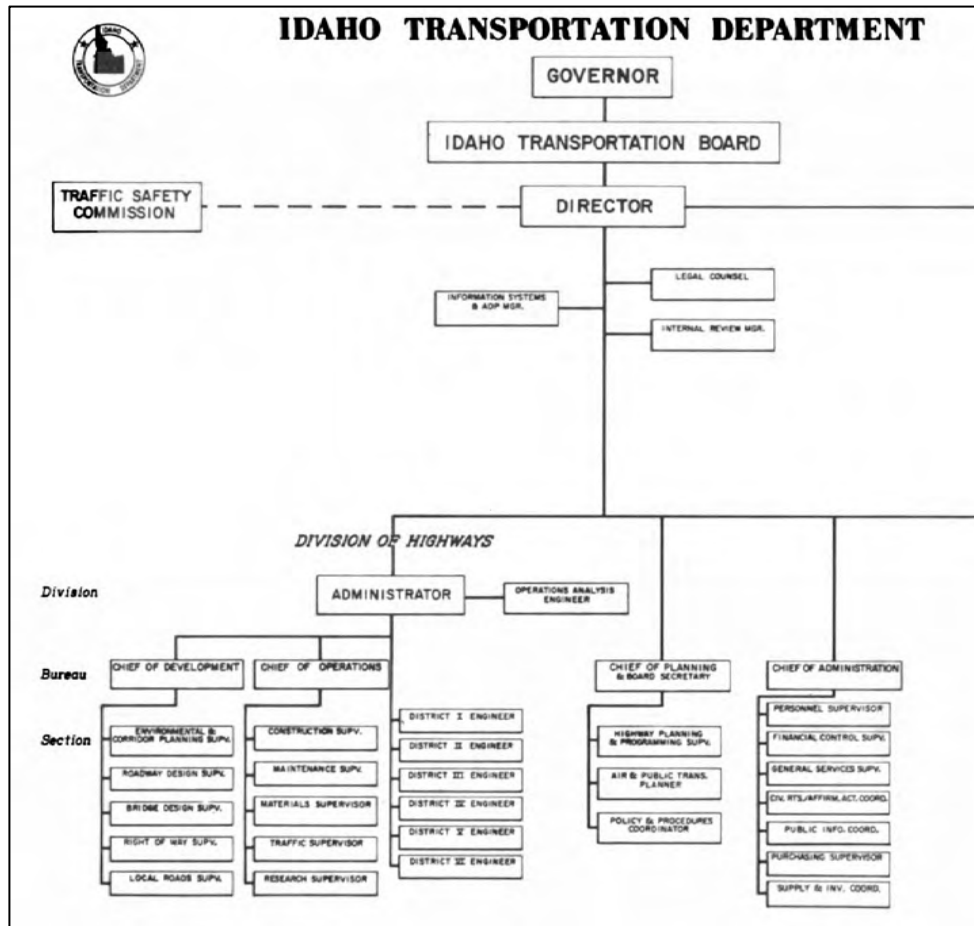 IDAHO TRANSPORTATION DEPARTMENT
IDAHO
TRANSPORTATION DEPARTMENT
GOVERNOR
IDAHO TRANSPORTATION BOARD
TRAFFIC SAFETY
COMMISSION
DIRECTOR
LEGAL COUNSEL
INFORMATION SYSTEMS
& ADP MGR.
INTERNAL REVIEW MGR.
DIVISION OF HIGHWAYS
Division
ADMINISTRATOR
OPERATIONS ANALYSIS
ENGINEER
Bureau
CHIEF OF DEVELOPMENT
CHIEF OF OPERATIONS
CHIEF OF PLANNING
& BOARD SECRETARY
CHIEF OF ADMINISTRATION
Section
ENVIRONMENTAL &
CORRIDOR PLANNING SUPV.
ROADWAY DESIGN SUPV.
BRIDGE DESIGN SUPV.
RIGHT OF WAY SUPV.
LOCAL ROADS SUPV.
CONSTRUCTION SUPV.
MAINTENANCE SUPV.
MATERIALS SUPERVISOR
TRAFFIC SUPERVISOR
RESEARCH SUPERVISOR
DISTRICT I ENGINEER
DISTRICT II ENGINEER
DISTRICT III ENGINEER
DISTRICT IV ENGINEER
DISTRICT V ENGINEER
DISTRICT VI ENGINEER
HIGHWAY PLANNING
& PROGRAMMING SUPV.
AIR & PUBLIC TRANS.
PLANNER
POLICY & PROCEDURES
COORDINATOR
PERSONNEL SUPERVISOR
FINANCIAL CONTROL SUPV.
GENERAL SERVICES SUPV.
CIV. RTS./AFFIRM. ACT. COORD.
PUBLIC INFO. COORD.
PURCHASING SUPERVISOR
SUPPLY & INV. COORD.